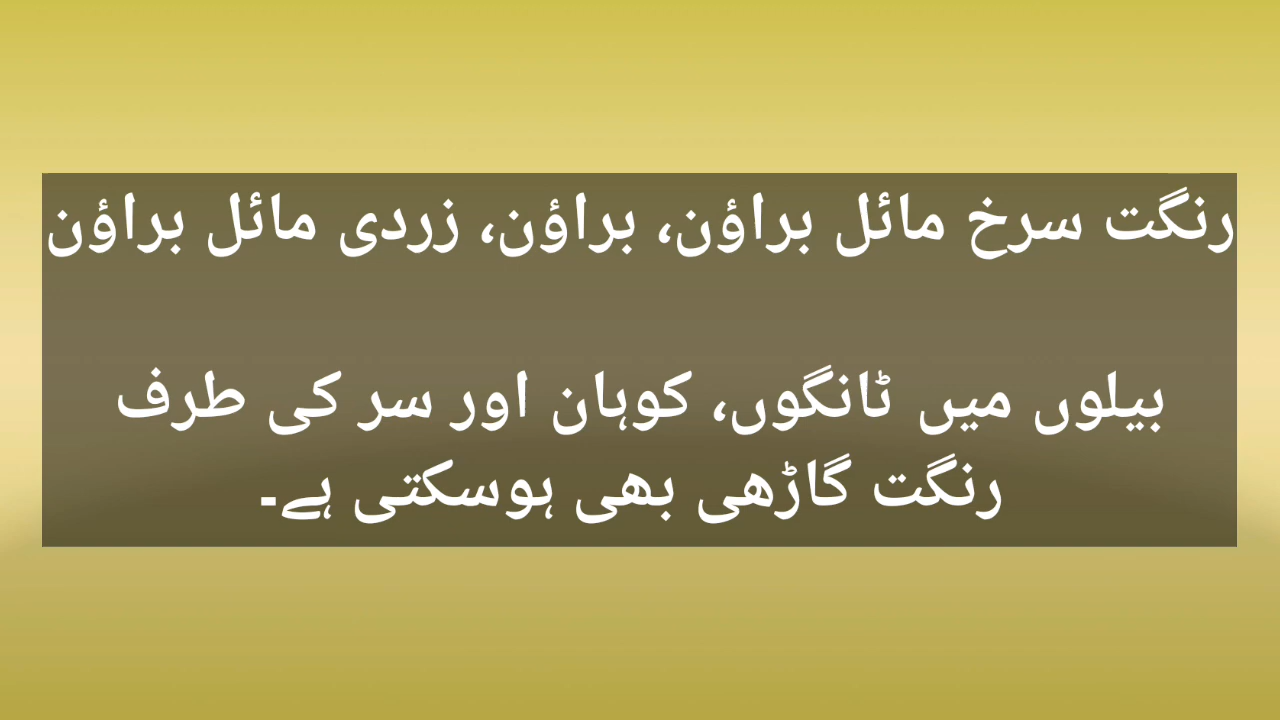 رنگت سرخ مائل براؤن، براؤن، زردی مائل براؤن
بیلوں میں ٹانگوں، کوہان اور سر کی طرف
رنگت گاڑھی بھی ہوسکتی ہے۔